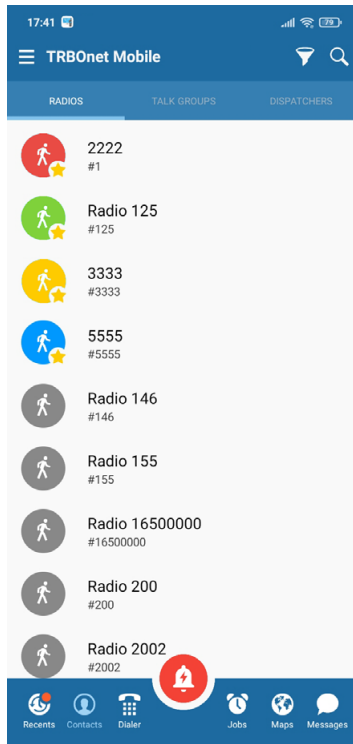 17:41
79
TRBOnet Mobile
RADIOS TALK GROUPS DISPATCHERS
2222
#1
Radio 125
#125
3333
#3333
5555
#5555
Radio 146
#146
Radio 155
#155
Radio 16500000
#16500000
Radio 200
#200
Radio 2002
#2002
Recents Contacts Dialer Jobs Maps Messages